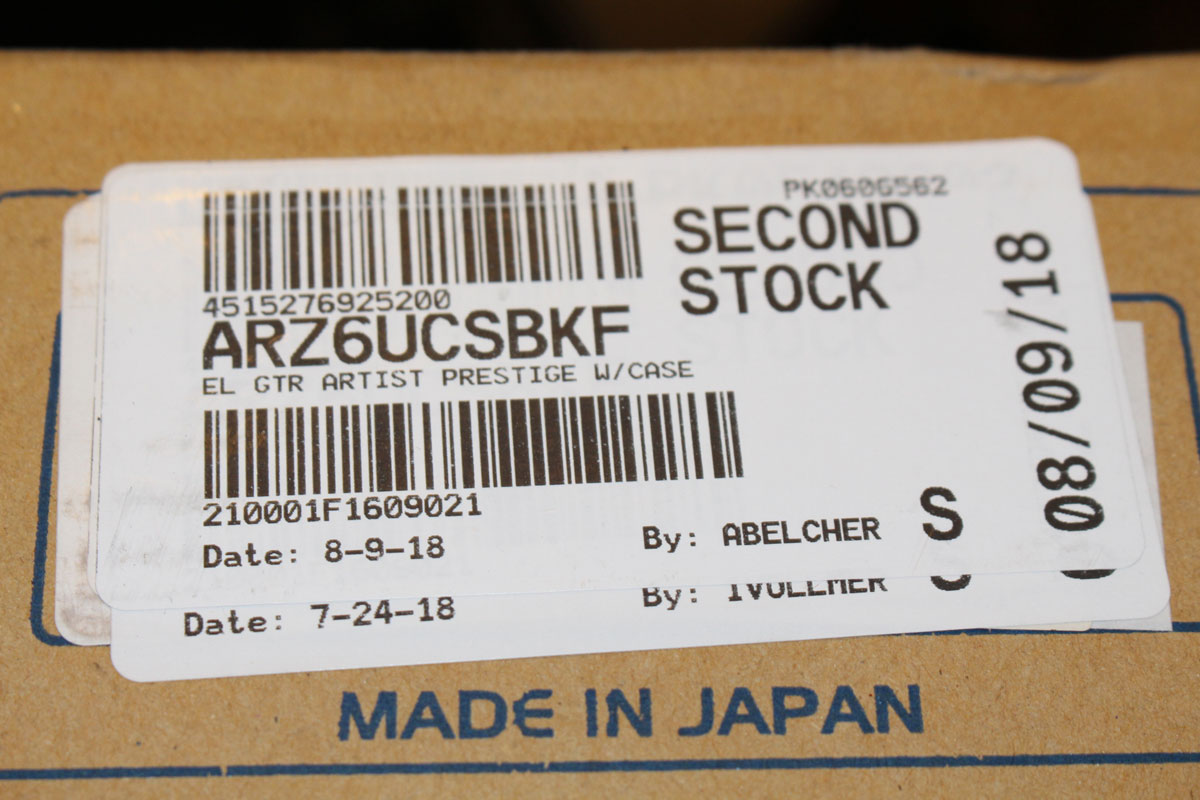 PK0606562
SECOND
STOCK
4515276925200
ARZ6UCSBKF
EL GTR ARTIST PRESTIGE W/CASE
210001F1609021
Date: 8-9-18
By: ABELCHER
S
08/09/18
Date: 7-24-18
By: IVOLLMER
S
MADE IN JAPAN